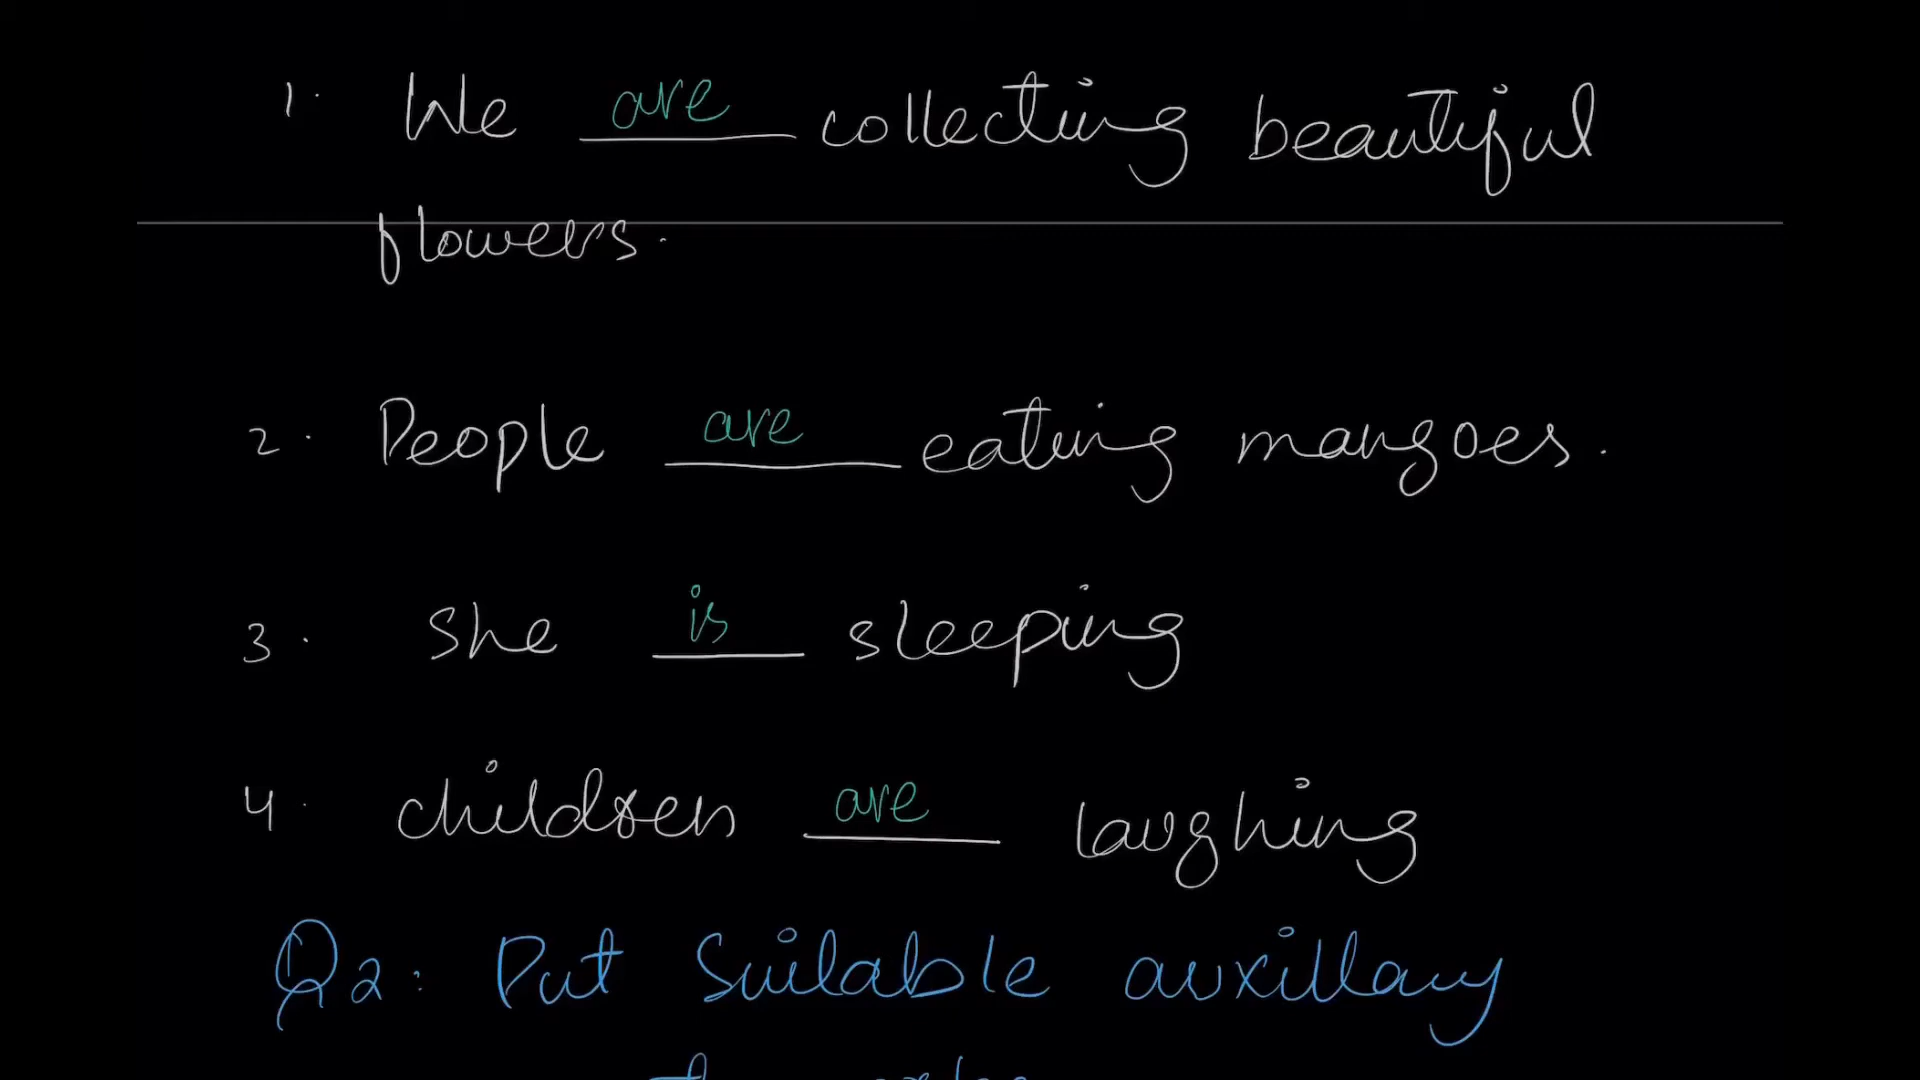 1. We are collecting beautiful
flowers.
2. People are eating mangoes.
3. She is sleeping
4. children are laughing
Q2: Put Suitable auxillary